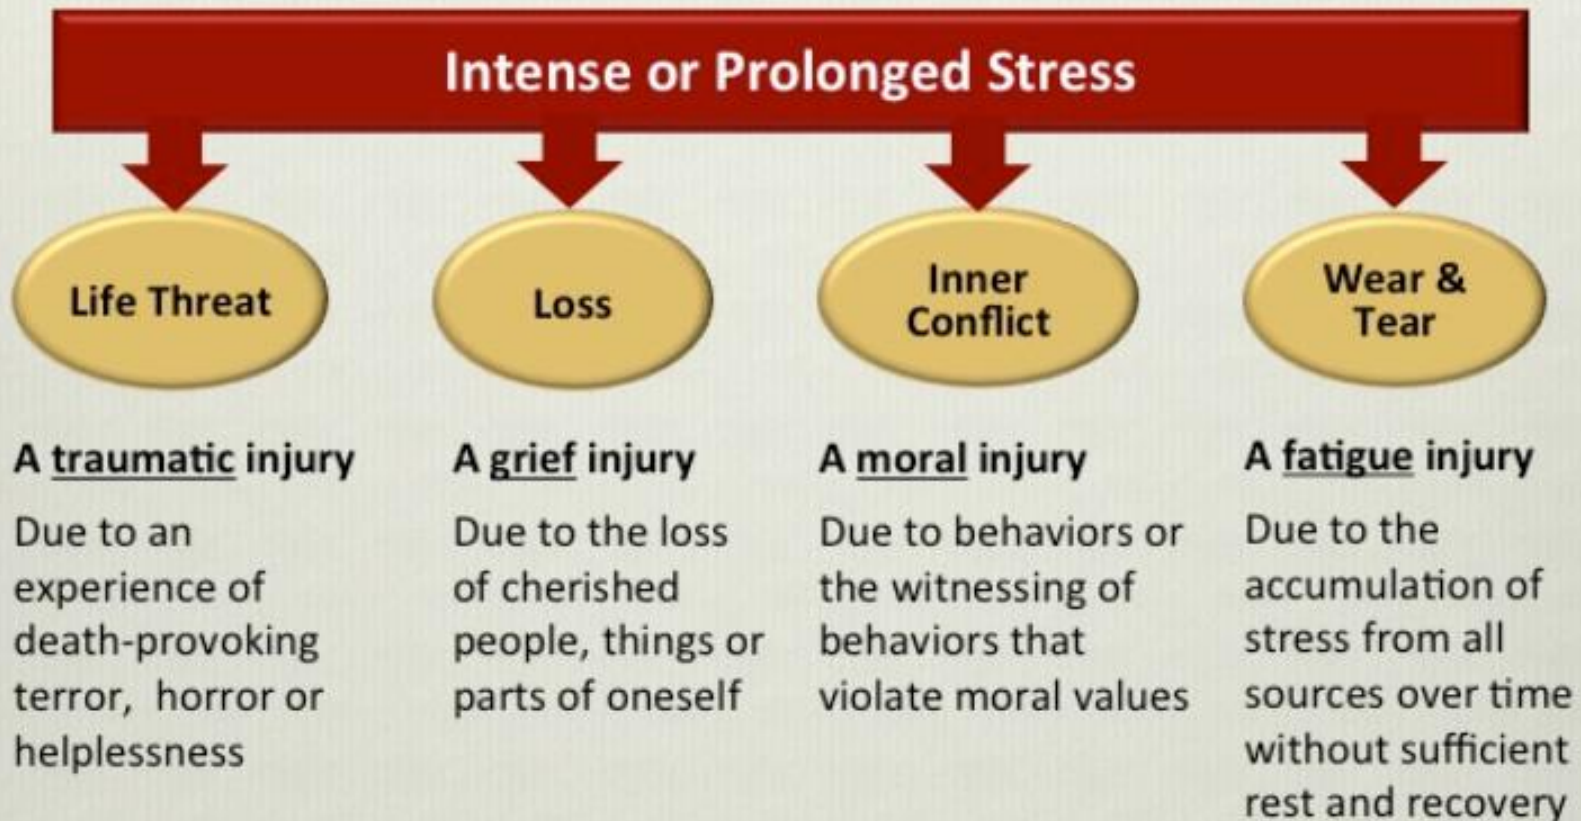 Intense or Prolonged Stress
Life Threat
Loss
Inner
Conflict
Wear &
Tear
A traumatic injury
Due to an
experience of
death-provoking
terror, horror or
helplessness
A grief injury
Due to the loss
of cherished
people, things or
parts of oneself
A moral injury
Due to behaviors or
the witnessing of
behaviors that
violate moral values
A fatigue injury
Due to the
accumulation of
stress from all
sources over time
without sufficient
rest and recovery